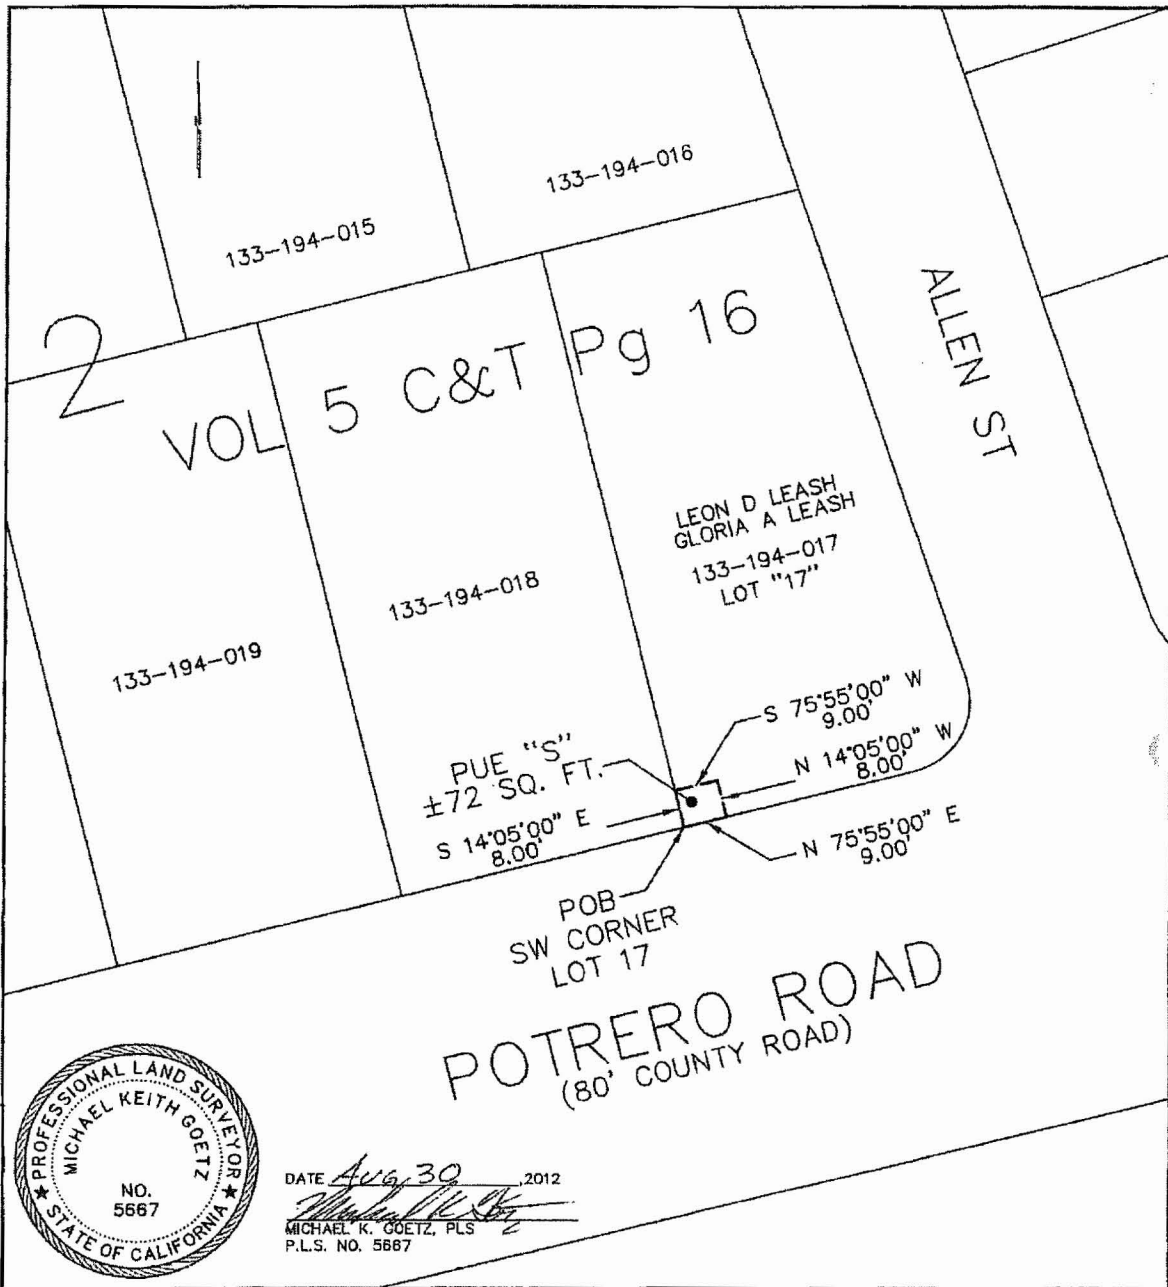 133-194-016
133-194-015
2
VOL 5 C&T Pg 16
ALLEN ST
LEON D LEASH
GLORIA A LEASH
133-194-017
LOT "17"
133-194-018
133-194-019
S 75°55'00" W
9.00'
N 14°05'00" W
8.00'
PUE "S"
±72 SQ. FT.
S 14°05'00" E
8.00'
N 75°55'00" E
9.00'
POB
SW CORNER
LOT 17
POTRERO ROAD
(80' COUNTY ROAD)
PROFESSIONAL LAND SURVEYOR
MICHAEL KEITH GOETZ
NO.
5667
STATE OF CALIFORNIA
DATE Aug 30, 2012
MICHAEL K. GOETZ, PLS
P.L.S. NO. 5667